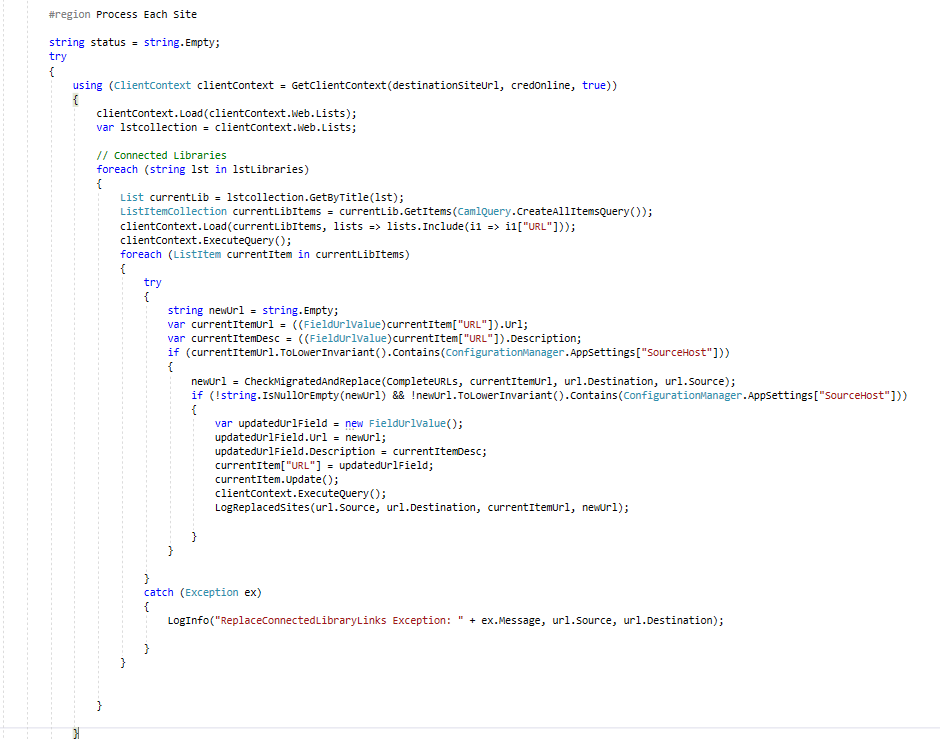 #region Process Each Site
string status = string.Empty;
try
{
using (ClientContext clientContext = GetClientContext(destinationSiteUrl, credOnline, true))
{
clientContext.Load(clientContext.Web.Lists);
var lstcollection = clientContext.Web.Lists;
// Connected Libraries
foreach (string lst in lstLibraries)
{
List currentLib = lstcollection.GetByTitle(lst);
ListItemCollection currentLibItems = currentLib.GetItems(CamlQuery.CreateAllItemsQuery());
clientContext.Load(currentLibItems, lists => lists.Include(i1 => i1["URL"]));
clientContext.ExecuteQuery();
foreach (ListItem currentItem in currentLibItems)
{
try
{
string newUrl = string.Empty;
var currentItemUrl = ((FieldUrlValue)currentItem["URL"]).Url;
var currentItemDesc = ((FieldUrlValue)currentItem["URL"]).Description;
if (currentItemUrl.ToLowerInvariant().Contains(ConfigurationManager.AppSettings["SourceHost"]))
{
newUrl = CheckMigratedAndReplace(CompleteURLs, currentItemUrl, url.Destination, url.Source);
if (!string.IsNullOrEmpty(newUrl) && !newUrl.ToLowerInvariant().Contains(ConfigurationManager.AppSettings["SourceHost"]))
{
var updatedUrlField = new FieldUrlValue();
updatedUrlField.Url = newUrl;
updatedUrlField.Description = currentItemDesc;
currentItem["URL"] = updatedUrlField;
currentItem.Update();
clientContext.ExecuteQuery();
LogReplacedSites(url.Source, url.Destination, currentItemUrl, newUrl);
}
}
}
catch (Exception ex)
{
LogInfo("ReplaceConnectedLibraryLinks Exception: " + ex.Message, url.Source, url.Destination);
}
}
}
}